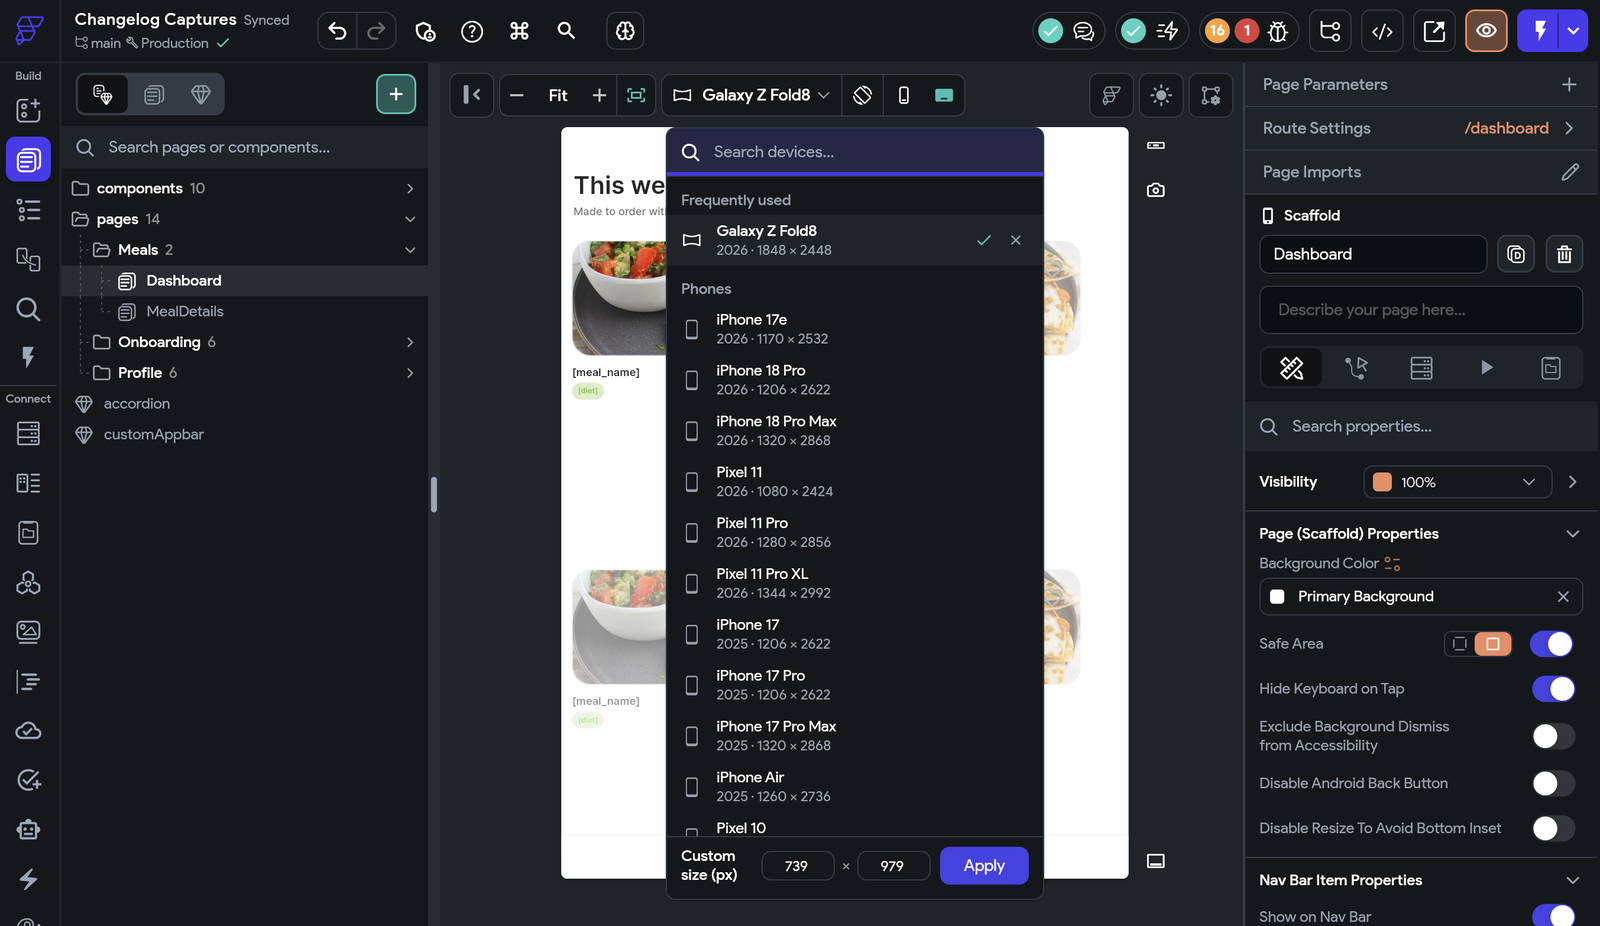 Changelog Captures Synced
main Production
16 1
Build
Search pages or components...
components 10
pages 14
Meals 2
Dashboard
MealDetails
Onboarding 6
Profile 6
accordion
customAppbar
Connect
Fit
Galaxy Z Fold8
This we
Made to order wit
[meal_name]
[diet]
[meal_name]
[diet]
Search devices...
Frequently used
Galaxy Z Fold8
2026 · 1848 × 2448
Phones
iPhone 17e
2026 · 1170 × 2532
iPhone 18 Pro
2026 · 1206 × 2622
iPhone 18 Pro Max
2026 · 1320 × 2868
Pixel 11
2026 · 1080 × 2424
Pixel 11 Pro
2026 · 1280 × 2856
Pixel 11 Pro XL
2026 · 1344 × 2992
iPhone 17
2025 · 1206 × 2622
iPhone 17 Pro
2025 · 1206 × 2622
iPhone 17 Pro Max
2025 · 1320 × 2868
iPhone Air
2025 · 1260 × 2736
Pixel 10
Custom
size (px)
739 × 979
Apply
Page Parameters
Route Settings /dashboard
Page Imports
Scaffold
Dashboard
Describe your page here...
Search properties...
Visibility 100%
Page (Scaffold) Properties
Background Color
Primary Background
Safe Area
Hide Keyboard on Tap
Exclude Background Dismiss
from Accessibility
Disable Android Back Button
Disable Resize To Avoid Bottom Inset
Nav Bar Item Properties
Show on Nav Bar